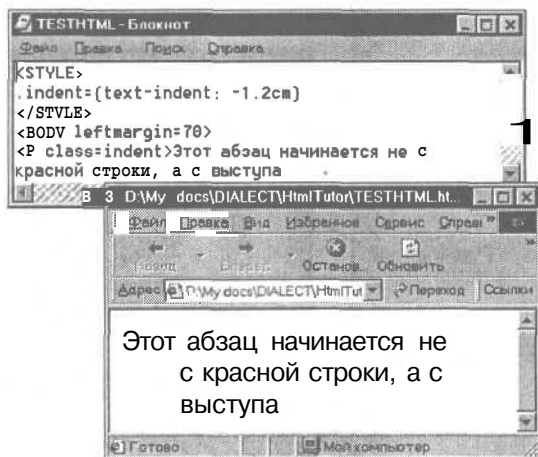 TESTHTML - Блокнот
Файл Правка Поиск Справка
<STYLE>
.indent={text-indent: -1.2cm}
</STVLE>
<BODV leftmargin=70>
<P class=indent>Этот абзац начинается не с
красной строки, а с выступа
1
В 3 D:\My docs\DIALECT\HtmlTutor\TESTHTML.ht...
Файл Правка Вид Избранное Сервис Справ »
Назад Вперед Останов. Обновить »
Адрес D:\My docs\DIALECT\HtmlTut Переход Ссылки
Этот абзац начинается не
с красной строки, а с
выступа
Готово Мой компьютер